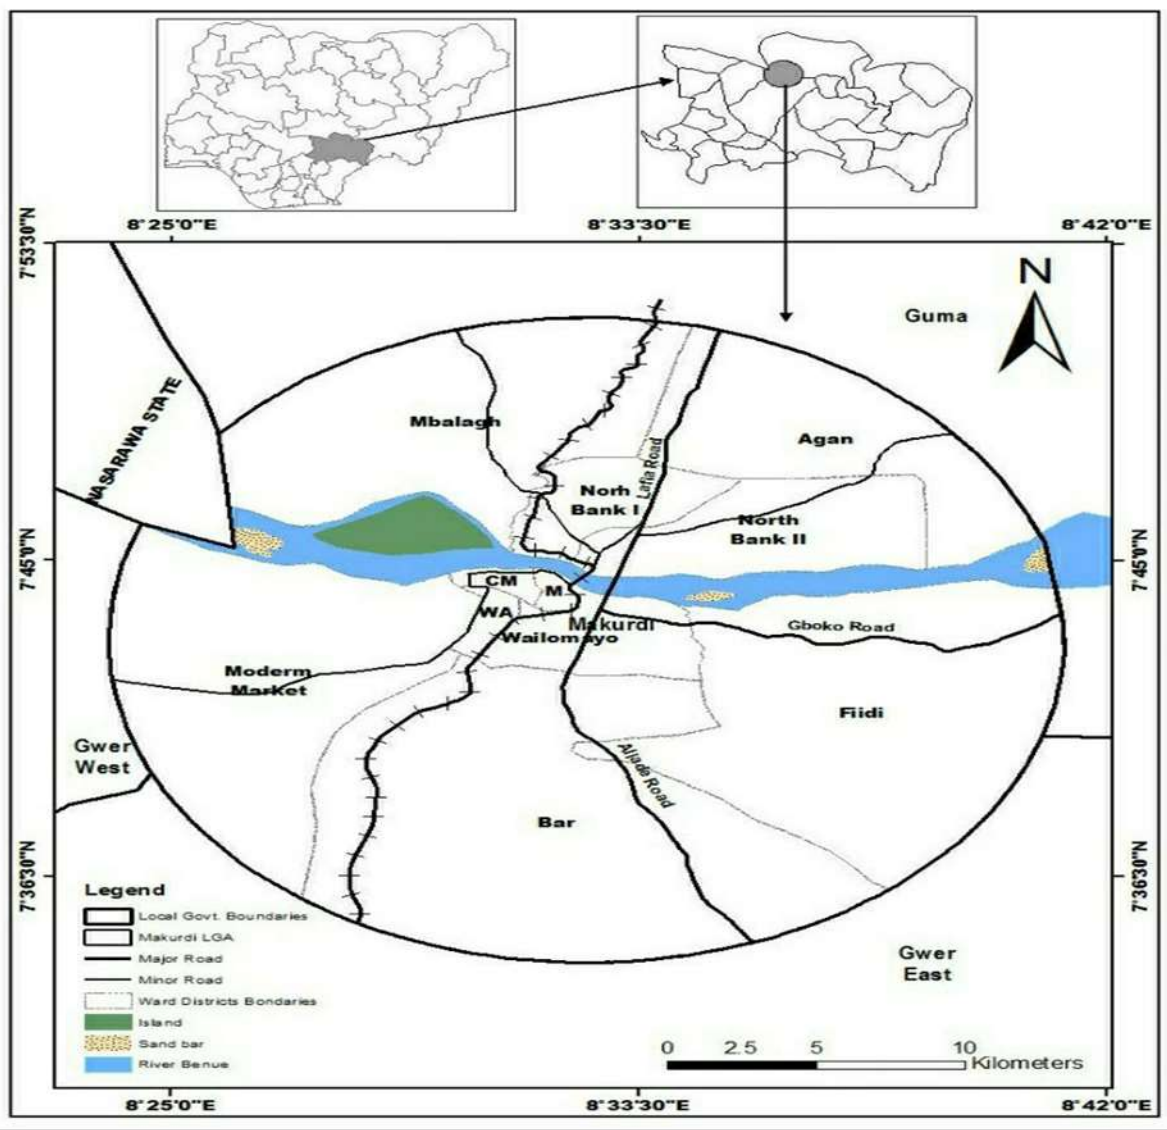 8°25'0"E
8°33'30"E
8°42'0"E
7°53'30"N
N
Guma
NASARAWA STATE
Mbalagh
Lafia Road
Agan
Norh
Bank I
North
Bank II
7°45'0"N
7°45'0"N
CM
M
WA
Makurdi
Wailomayo
Gboko Road
Moderm
Market
Fiidi
Gwer
West
Aliade Road
Bar
7°36'30"N
7°36'30"N
Legend
Local Govt. Boundaries
Makurdi LGA
Major Road
Minor Road
Ward Districts Bondaries
Island
Sand bar
River Benue
Gwer
East
0 2.5 5 10
Kilometers
8°25'0"E
8°33'30"E
8°42'0"E